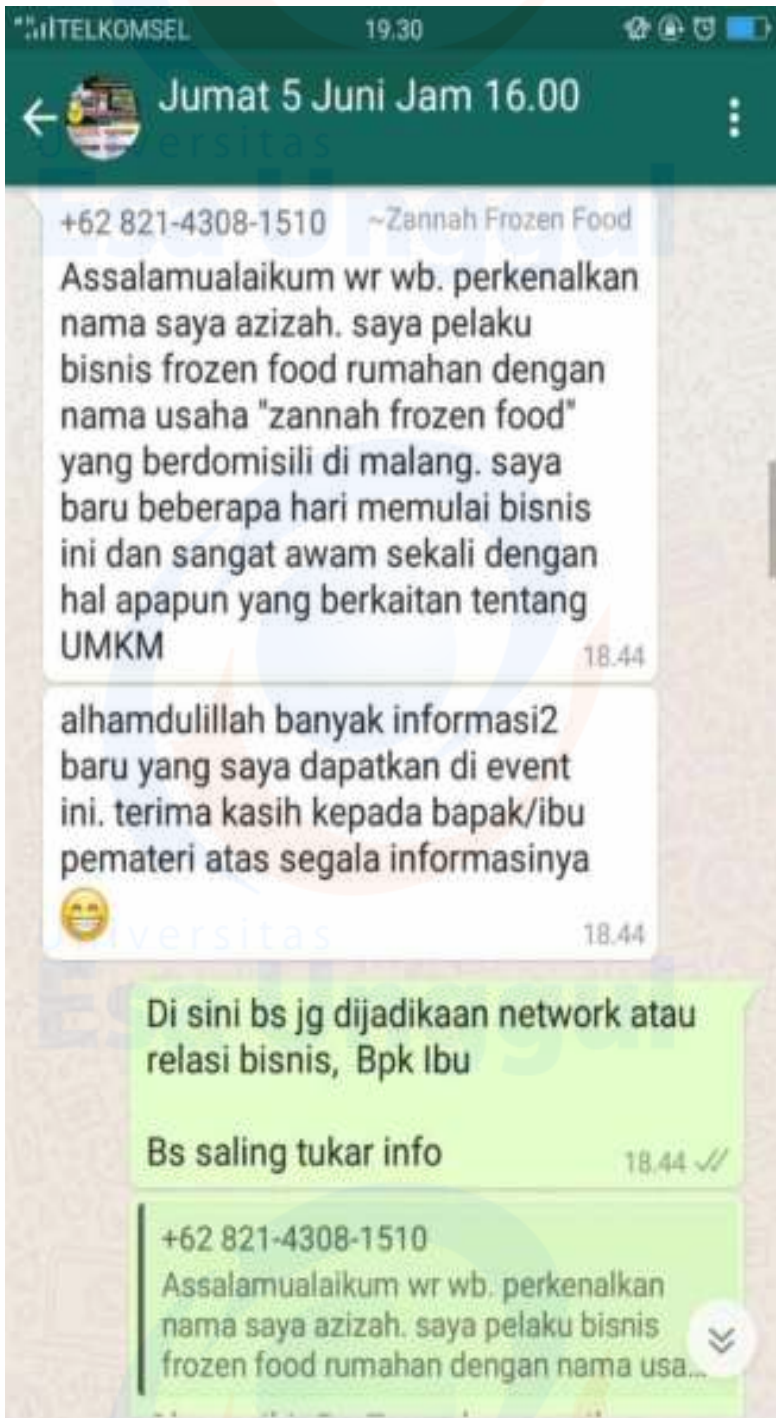 TELKOMSEL 19.30
Jumat 5 Juni Jam 16.00
Universitas
Esa Unggul
+62 821-4308-1510 ~Zannah Frozen Food
Assalamualaikum wr wb. perkenalkan
nama saya azizah. saya pelaku
bisnis frozen food rumahan dengan
nama usaha "zannah frozen food"
yang berdomisili di malang. saya
baru beberapa hari memulai bisnis
ini dan sangat awam sekali dengan
hal apapun yang berkaitan tentang
UMKM 18.44
alhamdulillah banyak informasi2
baru yang saya dapatkan di event
ini. terima kasih kepada bapak/ibu
pemateri atas segala informasinya
18.44
Universitas
Esa Unggul
Di sini bs jg dijadikaan network atau
relasi bisnis, Bpk Ibu
Bs saling tukar info 18.44
+62 821-4308-1510
Assalamualaikum wr wb. perkenalkan
nama saya azizah. saya pelaku bisnis
frozen food rumahan dengan nama usa...